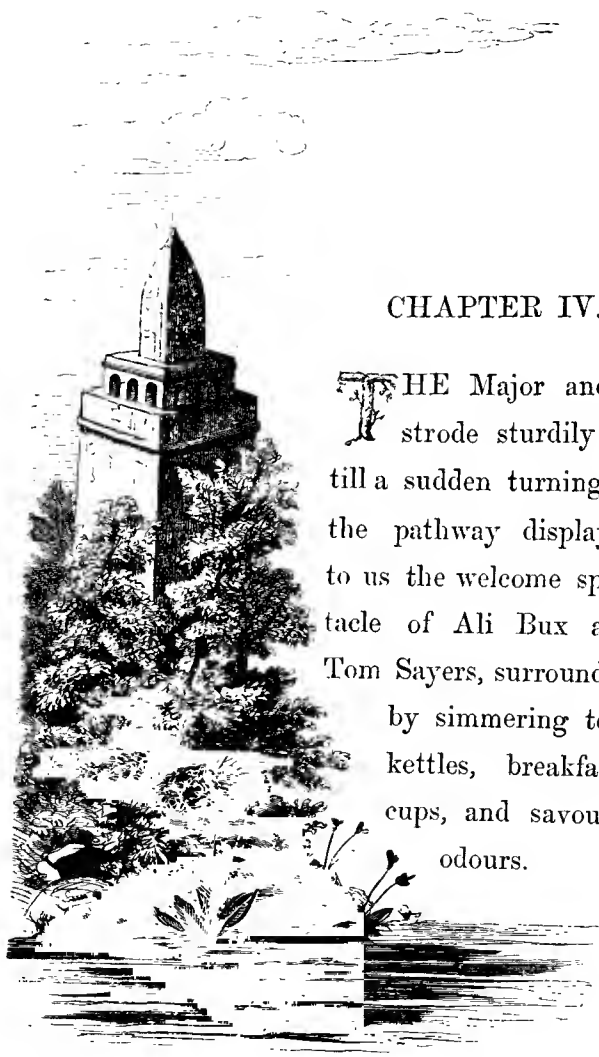 CHAPTER IV.
THE Major and
strode sturdily
till a sudden turning
the pathway display
to us the welcome sp
tacle of Ali Bux a
Tom Sayers, surround
by simmering te
kettles, breakfa
cups, and savou
odours.